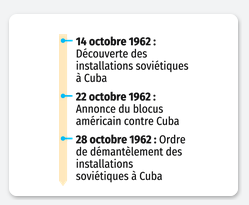 14 octobre 1962 :
Découverte des
installations soviétiques
à Cuba
22 octobre 1962 :
Annonce du blocus
américain contre Cuba
28 octobre 1962 : Ordre
de démantèlement des
installations
soviétiques à Cuba